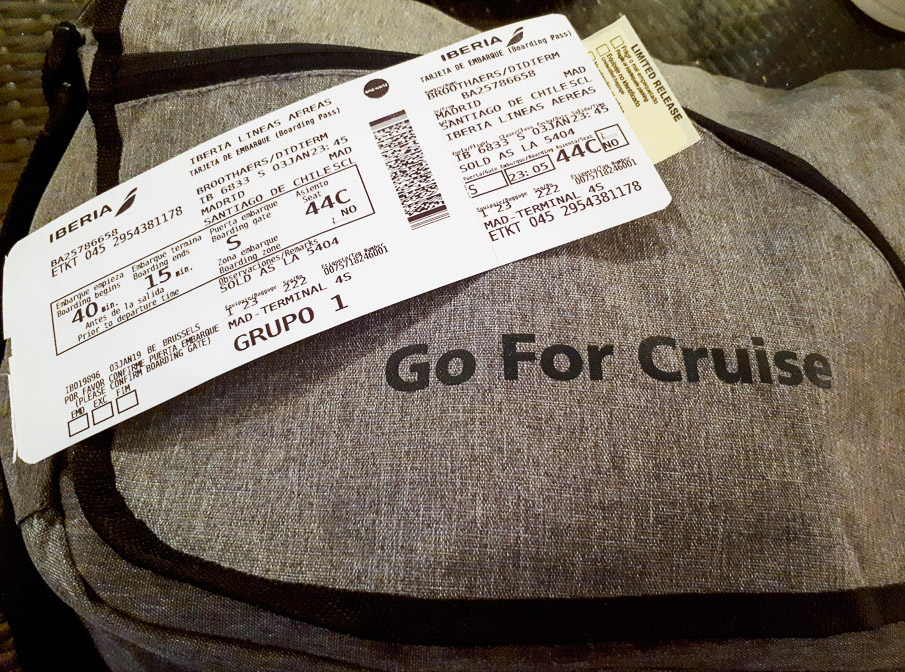 IBERIA
BA25786658
ETKT 045 2954381178
IBERIA LINEAS AEREAS
TARJETA DE EMBARQUE (Boarding Pass)
BROOTHAERS/DIDIERM
IB 6833 S 03JAN23:45
MADRID MAD
SANTIAGO DE CHILESCL
Embarque empieza
Boarding begins
40 min.
Embarque termina
Boarding ends
15 min.
Antes de la salida
Prior to departure time
Puerta embarque
Boarding gate
S
Asiento
Seat
44C
NO
Zona embarque
Boarding zone
Observaciones/Remarks
SOLD AS LA 5404
1 23 222 0075718246001
MAD-TERMINAL 4S
GRUPO 1
IB019896 03JAN19 BE BRUSSELS
POR FAVOR CONFIRME PUERTA EMBARQUE
(PLEASE CONFIRM BOARDING GATE)
EMD EXC FIM
IBERIA
TARJETA DE EMBARQUE (Boarding Pass)
BROOTHAERS/DIDIERM
BA25786658
MADRID MAD
SANTIAGO DE CHILESCL
IBERIA LINEAS AEREAS
IB 6833 S 03JAN23:45
SOLD AS LA 5404
S 23:05 44C NO
1 23 222 0075718246001
MAD-TERMINAL 4S
ETKT 045 2954381178
LIMITED RELEASE
Go For Cruise